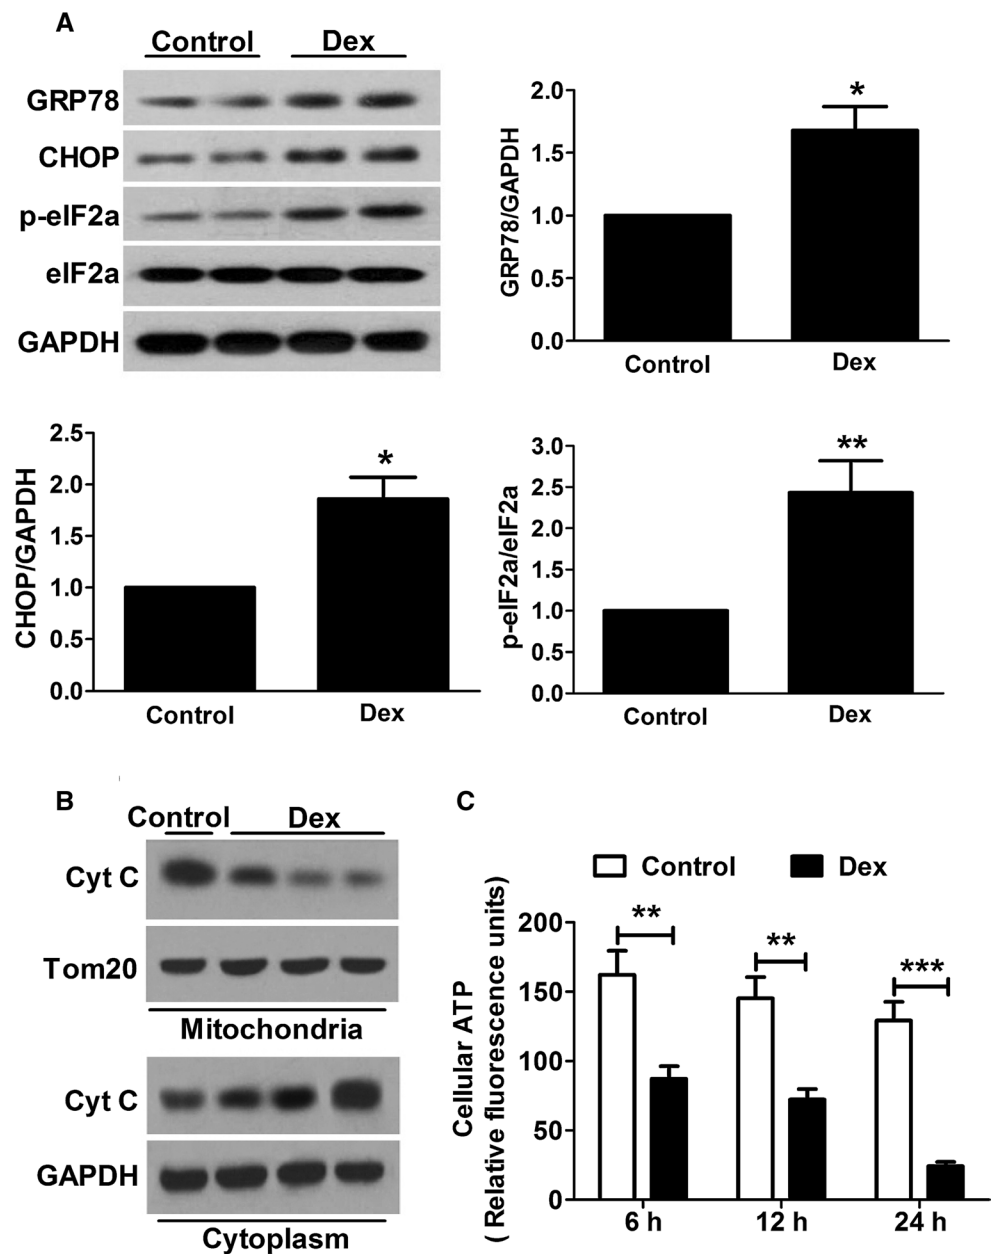 A
Control Dex
GRP78
CHOP
p-eIF2a
eIF2a
GAPDH
GRP78/GAPDH
2.0
1.5
1.0
0.5
0.0
*
Control Dex
CHOP/GAPDH
2.5
2.0
1.5
1.0
0.5
0.0
*
Control Dex
p-eIF2a/eIF2a
3.0
2.5
2.0
1.5
1.0
0.5
0.0
**
Control Dex
B
Control Dex
Cyt C
Tom20
Mitochondria
Cyt C
GAPDH
Cytoplasm
C
Control Dex
Cellular ATP
( Relative fluorescence units)
200
150
100
50
0
** ** ***
6 h 12 h 24 h